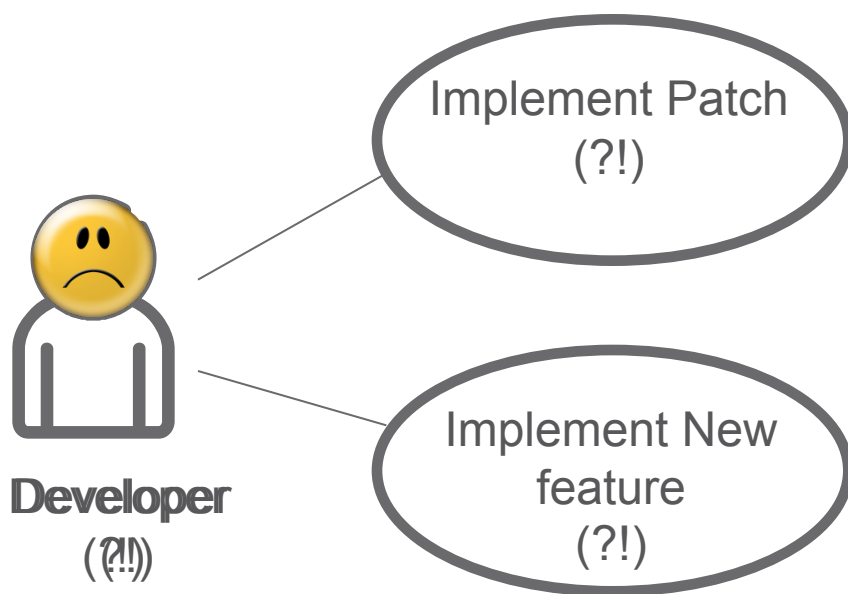 Implement Patch
(?!)
Implement New
feature
(?!)
Developer
(?!)